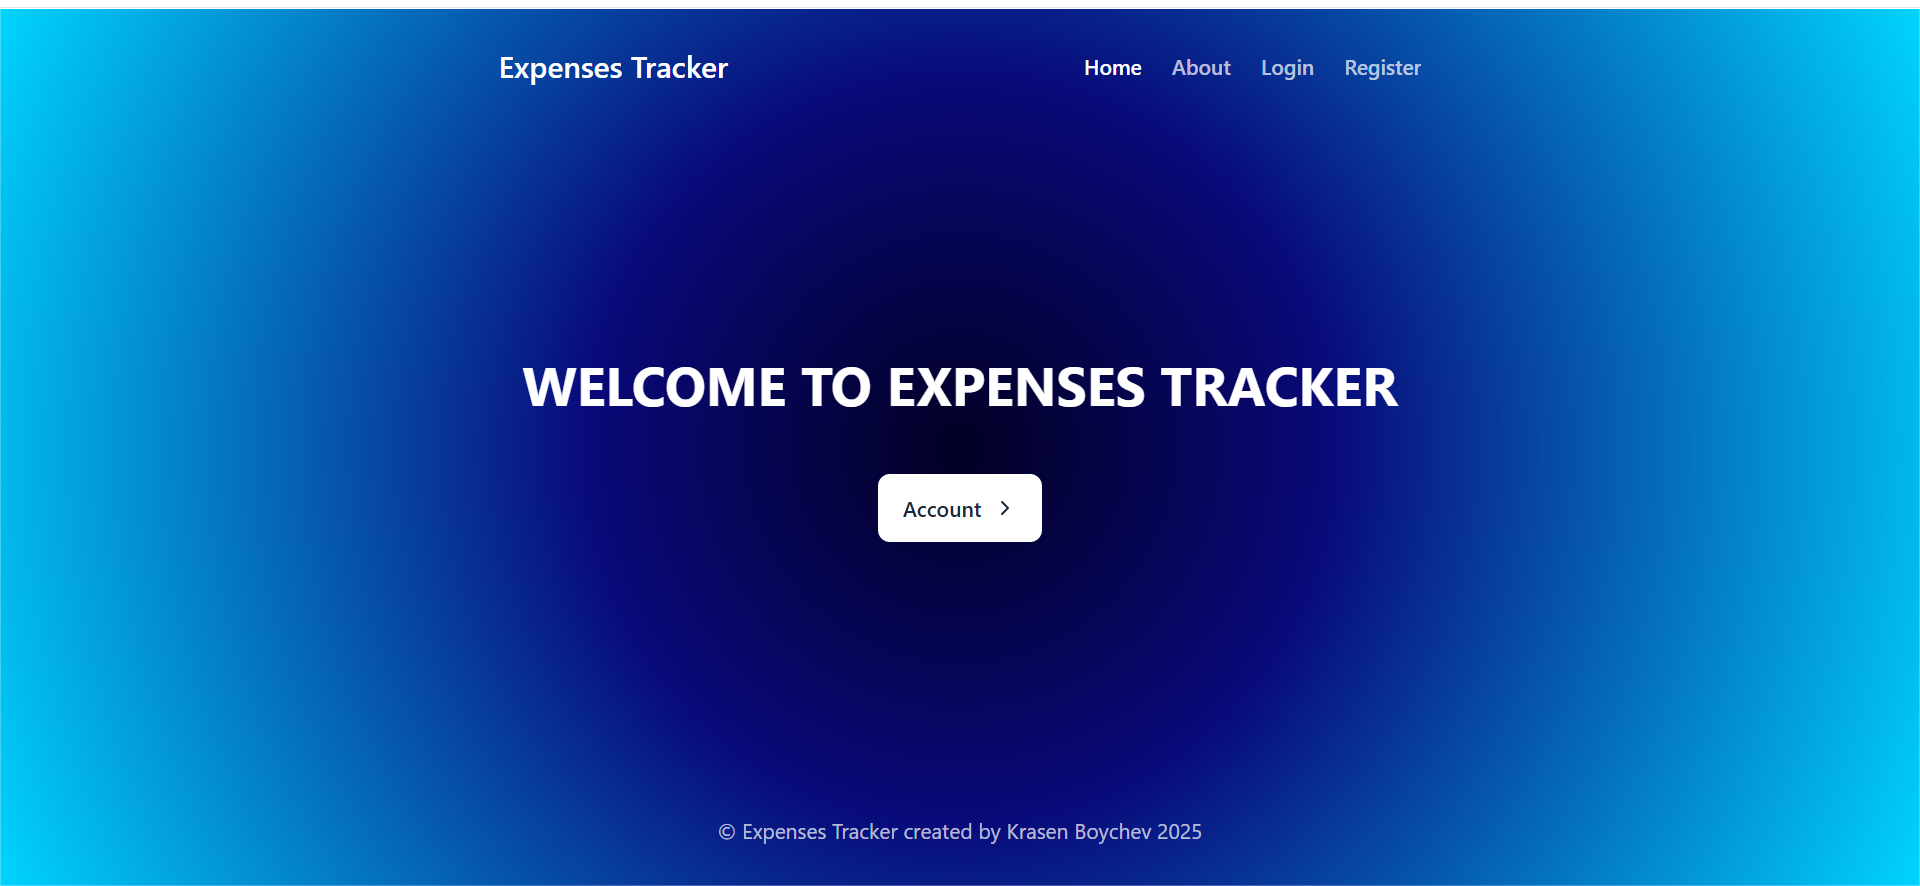 Expenses Tracker
Home About Login Register
WELCOME TO EXPENSES TRACKER
Account
© Expenses Tracker created by Krasen Boychev 2025